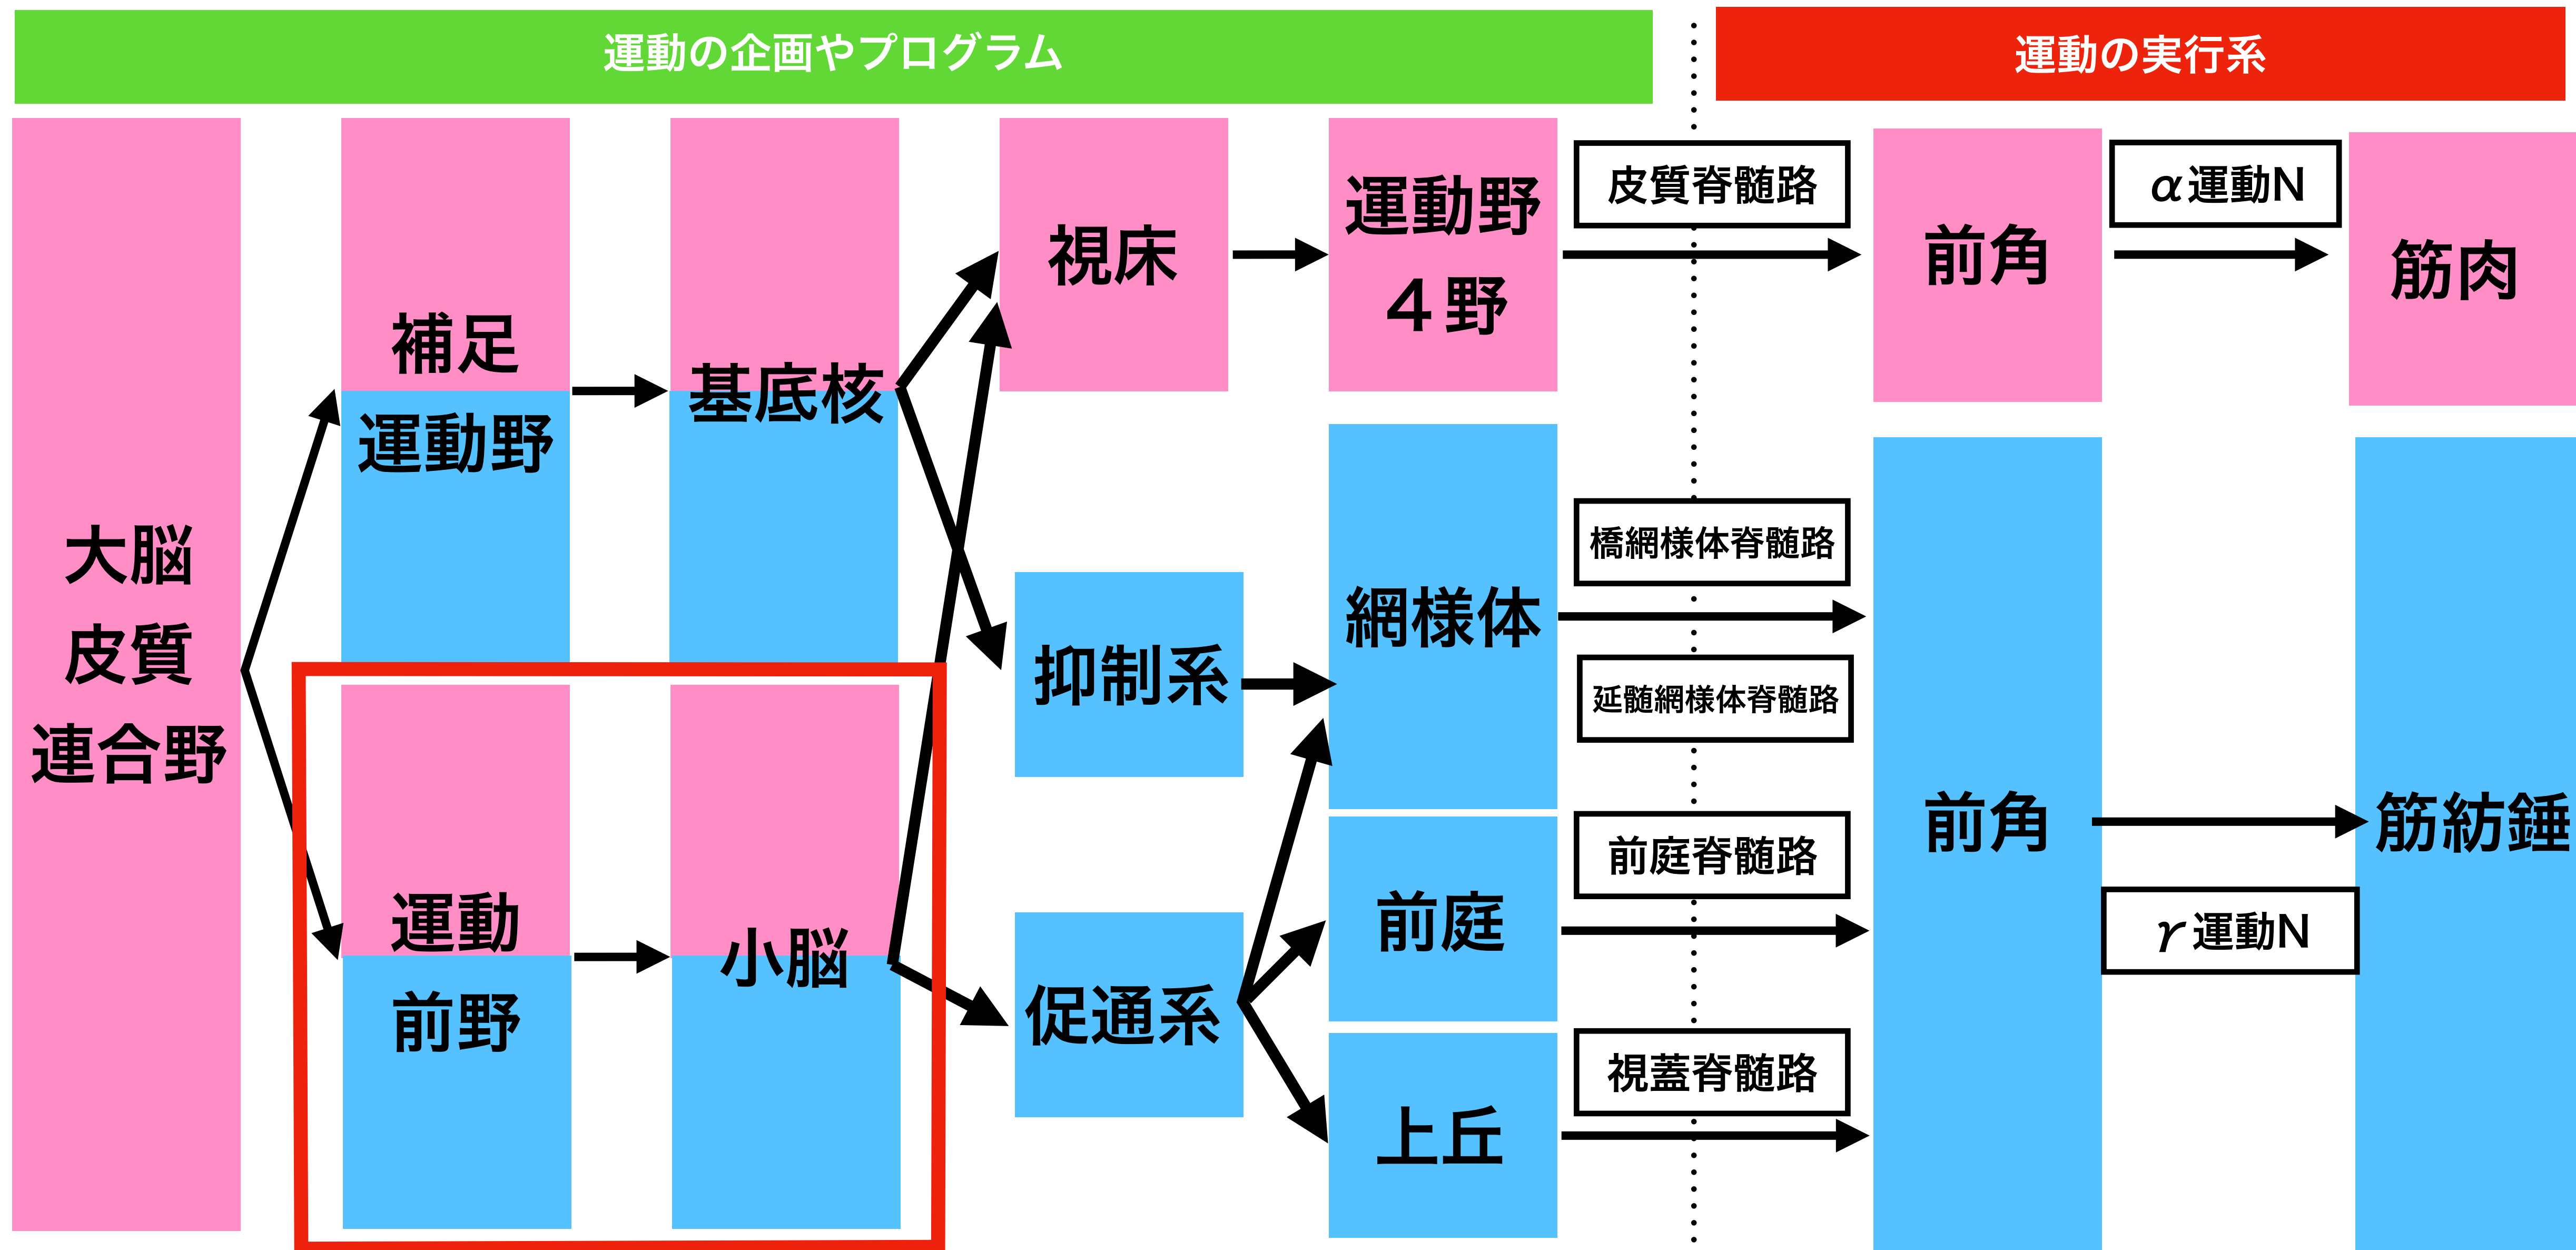 運動の企画やプログラム
運動の実行系
大脳
皮質
連合野
補足
運動野
基底核
視床
運動野
４野
皮質脊髄路
前角
α運動N
筋肉
運動
前野
小脳
抑制系
促通系
網様体
橋網様体脊髄路
延髄網様体脊髄路
前庭
前庭脊髄路
上丘
視蓋脊髄路
前角
γ運動N
筋紡錘